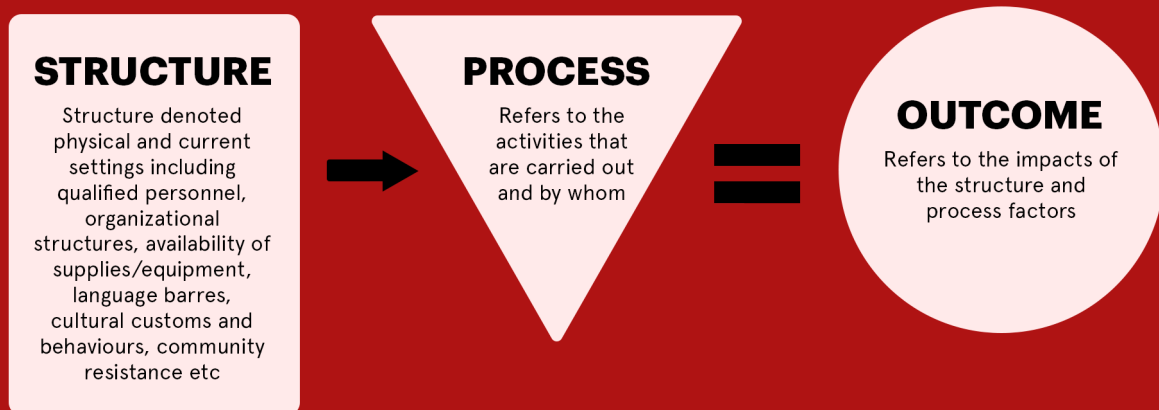 STRUCTURE
Structure denoted
physical and current
settings including
qualified personnel,
organizational
structures, availability of
supplies/equipment,
language barres,
cultural customs and
behaviours, community
resistance etc
PROCESS
Refers to the
activities that
are carried out
and by whom
OUTCOME
Refers to the impacts of
the structure and
process factors